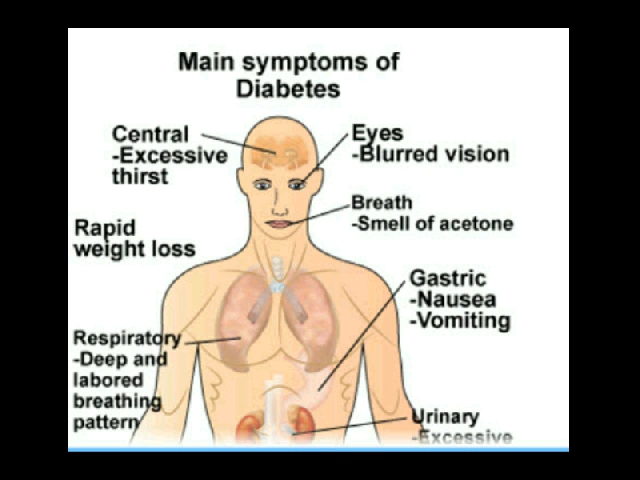 Main symptoms of
Diabetes
Central
-Excessive
thirst
Eyes
-Blurred vision
Breath
-Smell of acetone
Rapid
weight loss
Gastric
-Nausea
-Vomiting
Respiratory
-Deep and
labored
breathing
pattern
Urinary
-Excessive